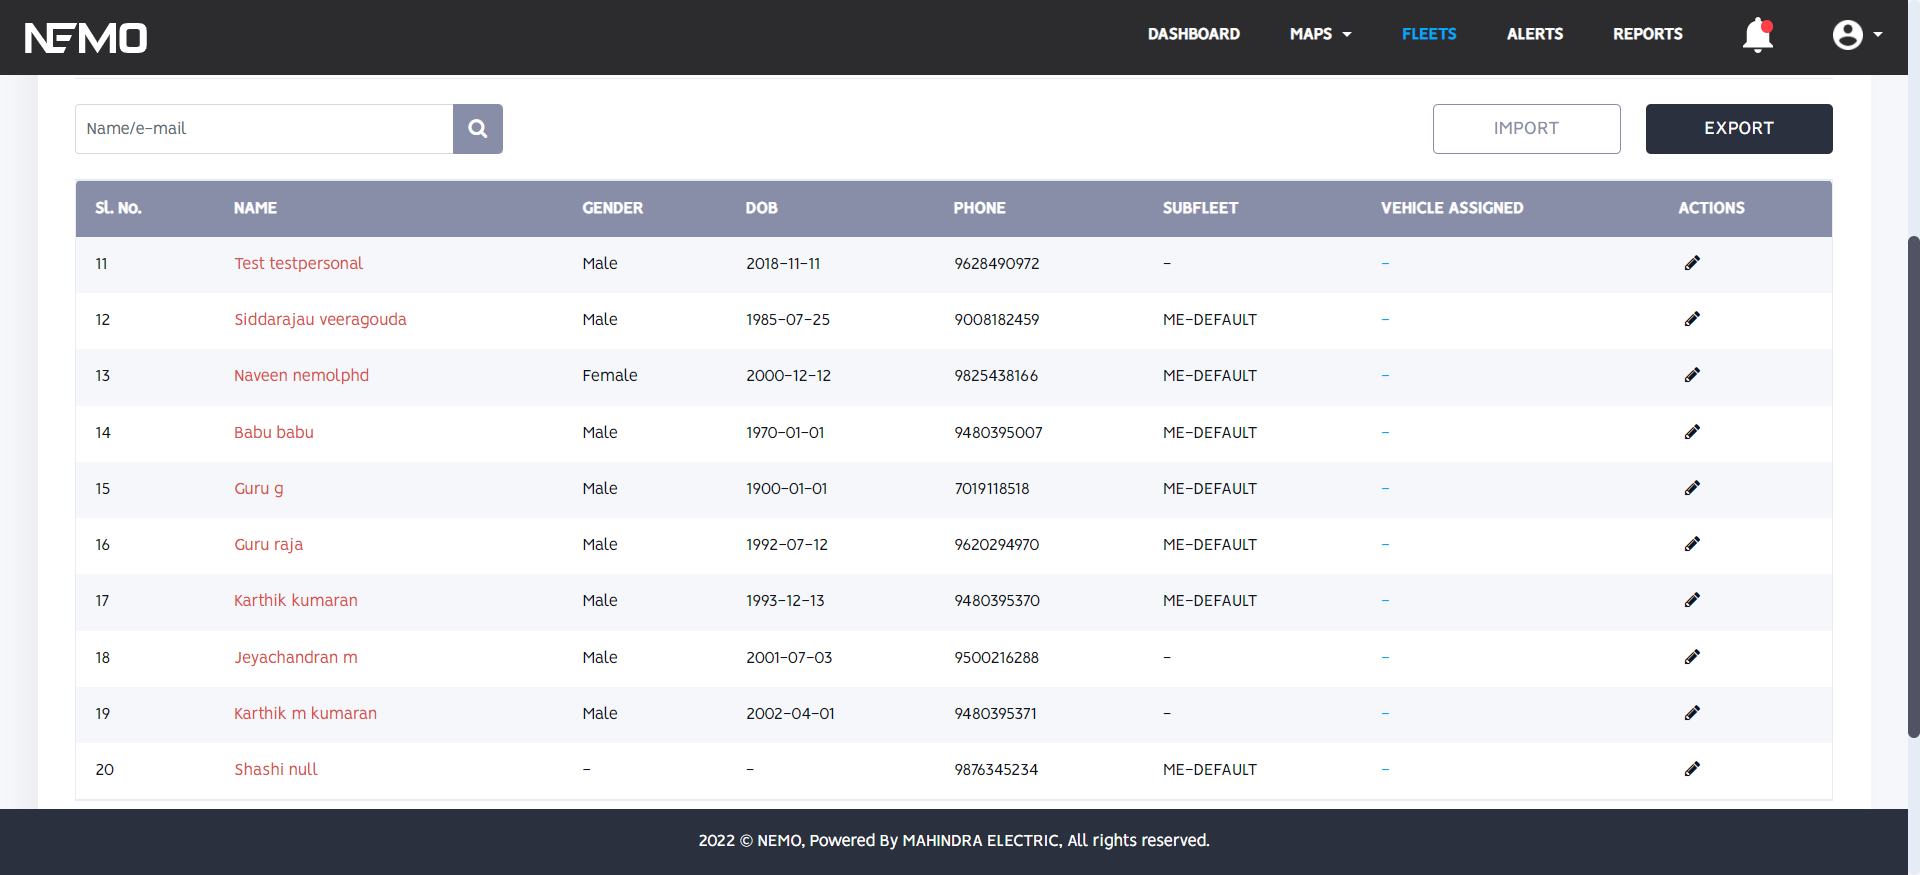 NEMO DASHBOARD MAPS FLEETS ALERTS REPORTS
Name/e-mail IMPORT EXPORT
Sl. No. NAME GENDER DOB PHONE SUBFLEET VEHICLE ASSIGNED ACTIONS
11 Test testpersonal Male 2018-11-11 9628490972 - -
12 Siddarajau veeragouda Male 1985-07-25 9008182459 ME-DEFAULT -
13 Naveen nemolphd Female 2000-12-12 9825438166 ME-DEFAULT -
14 Babu babu Male 1970-01-01 9480395007 ME-DEFAULT -
15 Guru g Male 1900-01-01 7019118518 ME-DEFAULT -
16 Guru raja Male 1992-07-12 9620294970 ME-DEFAULT -
17 Karthik kumaran Male 1993-12-13 9480395370 ME-DEFAULT -
18 Jeyachandran m Male 2001-07-03 9500216288 - -
19 Karthik m kumaran Male 2002-04-01 9480395371 - -
20 Shashi null - - 9876345234 ME-DEFAULT -
2022 © NEMO, Powered By MAHINDRA ELECTRIC, All rights reserved.